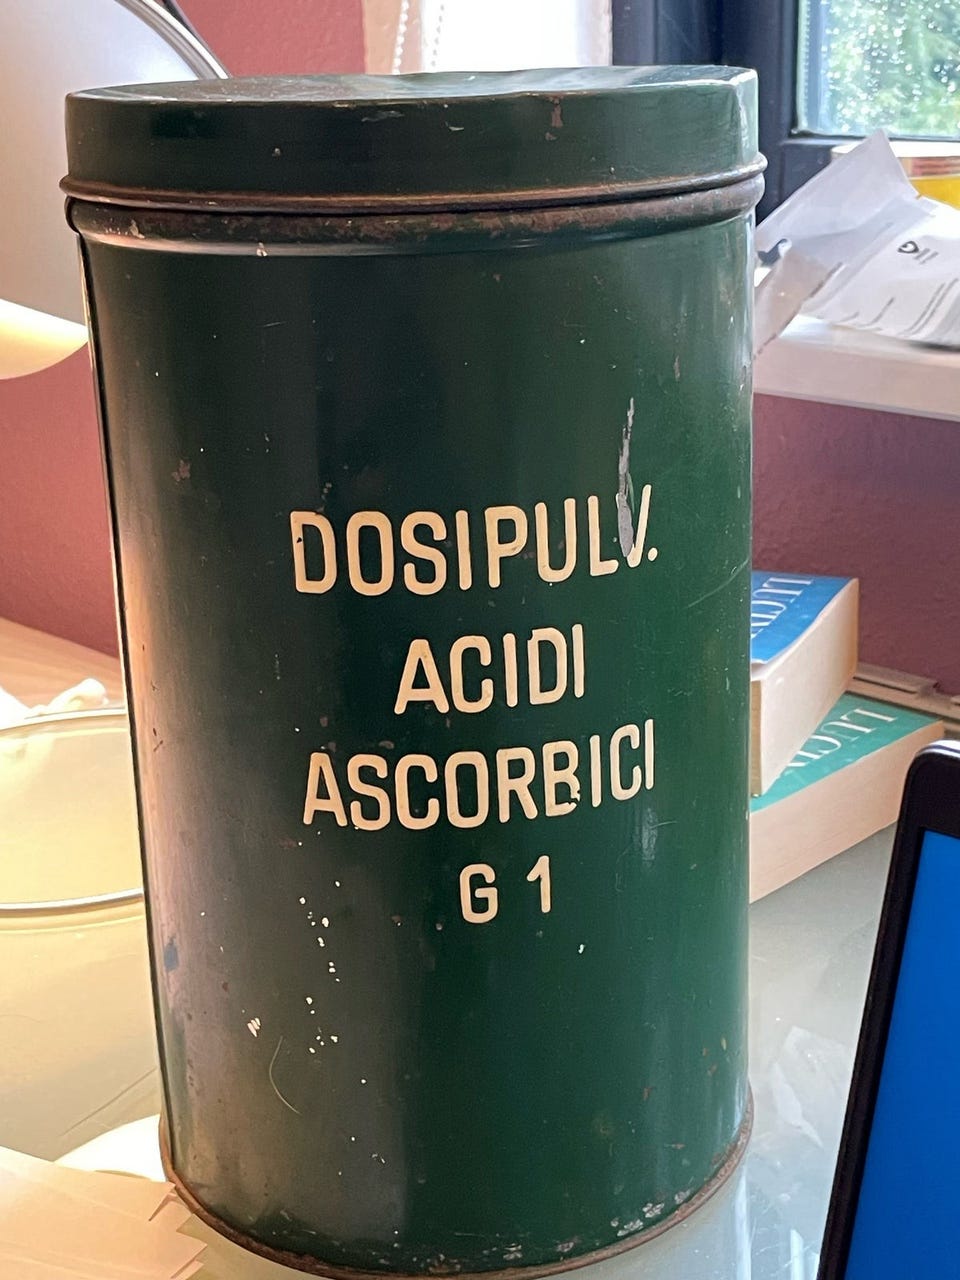 DOSIPULV.
ACIDI
ASCORBICI
G 1